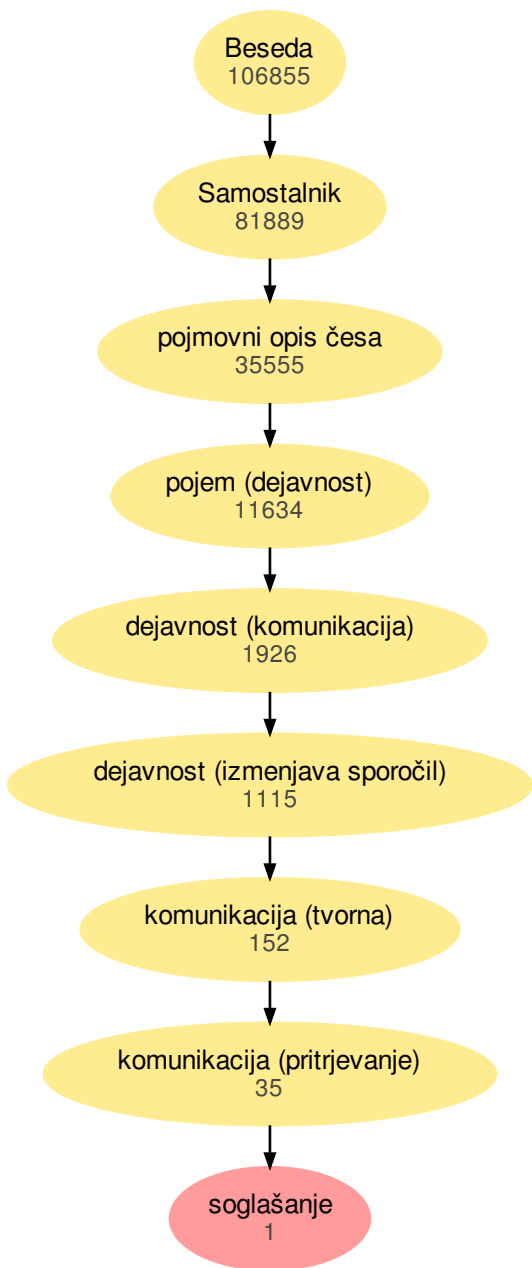 Beseda
106855
Samostalnik
81889
pojmovni opis česa
35555
pojem (dejavnost)
11634
dejavnost (komunikacija)
1926
dejavnost (izmenjava sporočil)
1115
komunikacija (tvorna)
152
komunikacija (pritrjevanje)
35
soglašanje
1